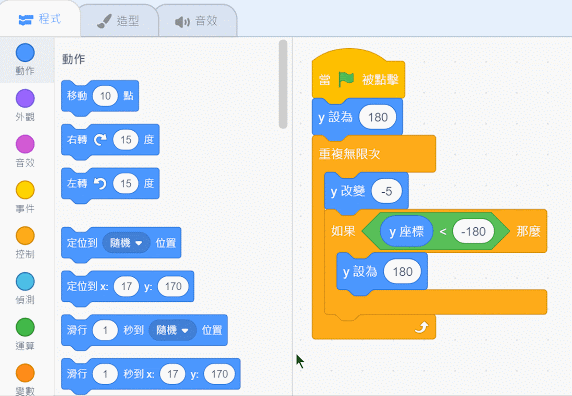 程式
造型
音效
動作
外觀
音效
事件
控制
偵測
運算
變數
動作
移動 10 點
右轉 15 度
左轉 15 度
定位到 隨機 位置
定位到 x: 17 y: 170
滑行 1 秒到 隨機 位置
滑行 1 秒到 x: 17 y: 170
當 被點擊
y 設為 180
重複無限次
y 改變 -5
如果 y 座標 < -180 那麼
y 設為 180